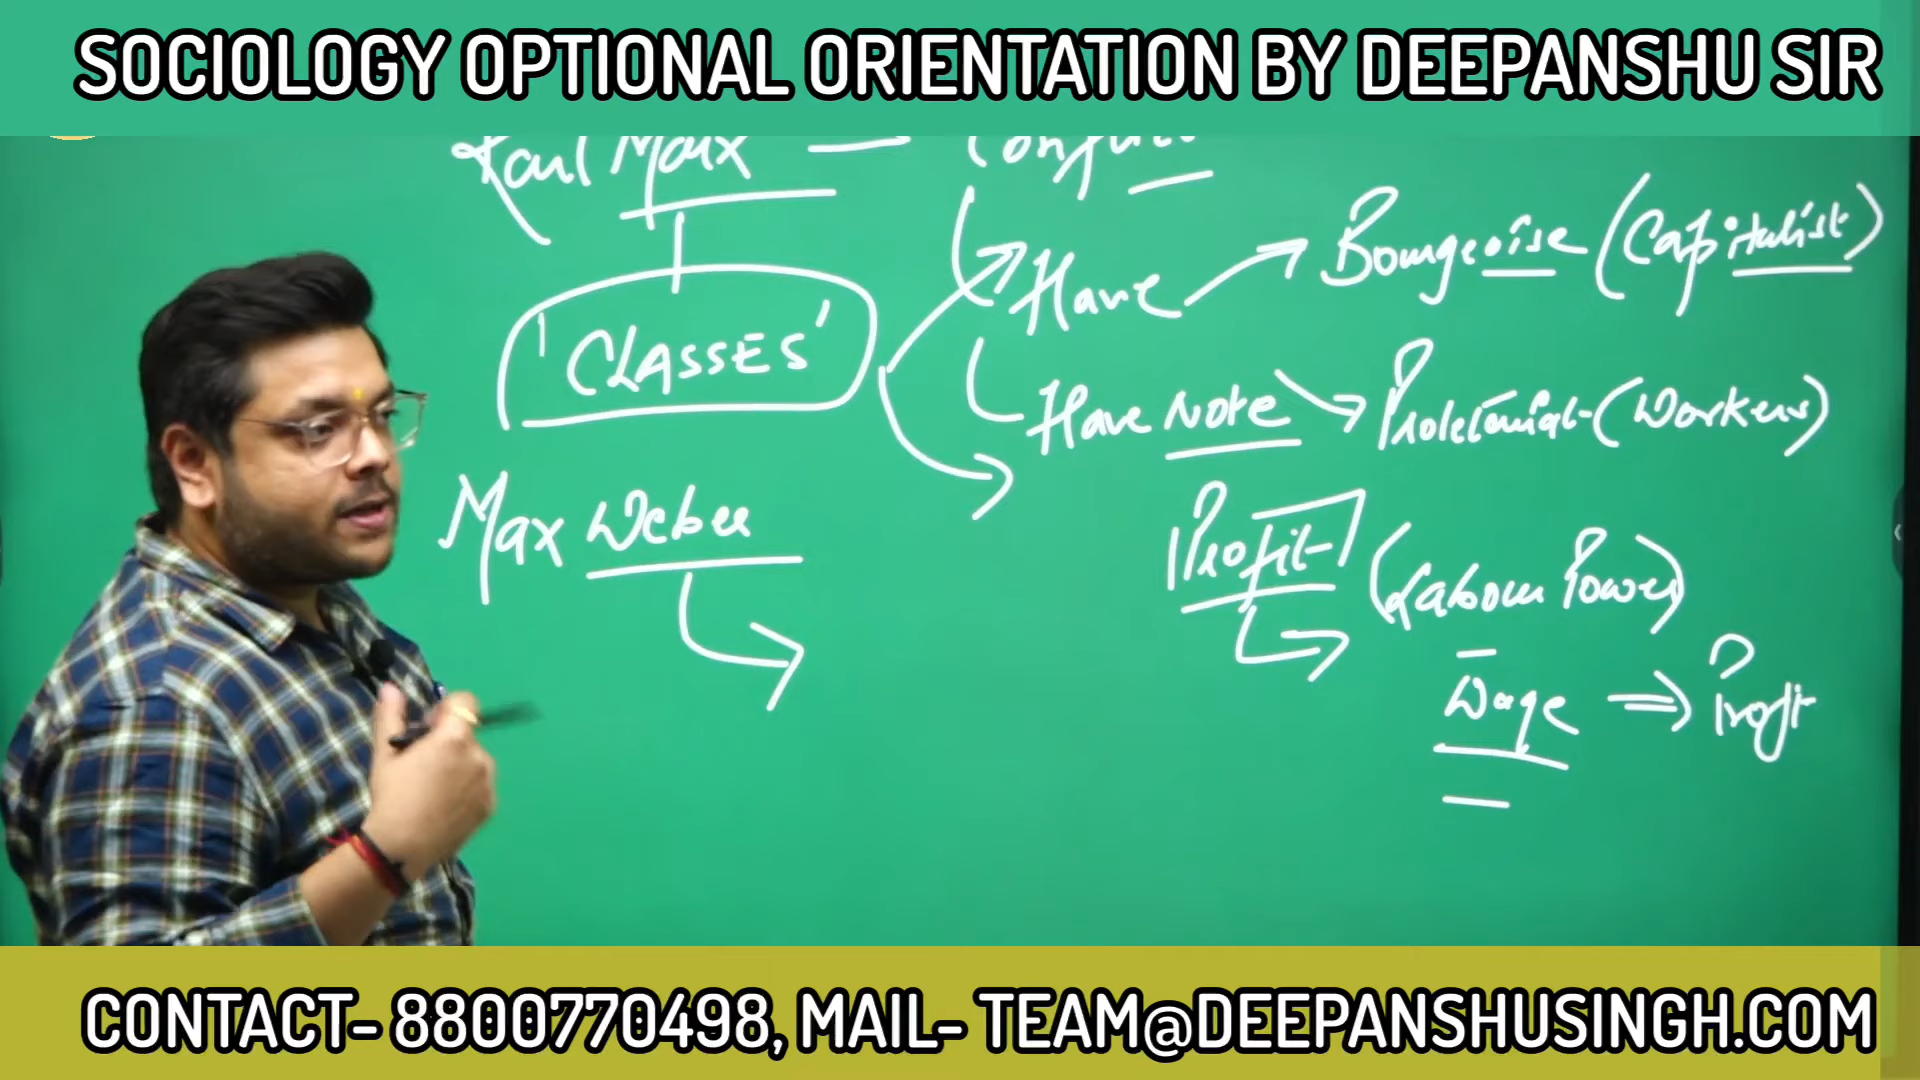 SOCIOLOGY OPTIONAL ORIENTATION BY DEEPANSHU SIR
Karl Marx —
Have → Bourgeoise (Capitalist)
'CLASSES'
Have Note → Proletariat (Workers)
Max Weber
Profit (Labour Power)
Wage ⇒ Profit
CONTACT- 8800770498, MAIL- TEAM@DEEPANSHUSINGH.COM